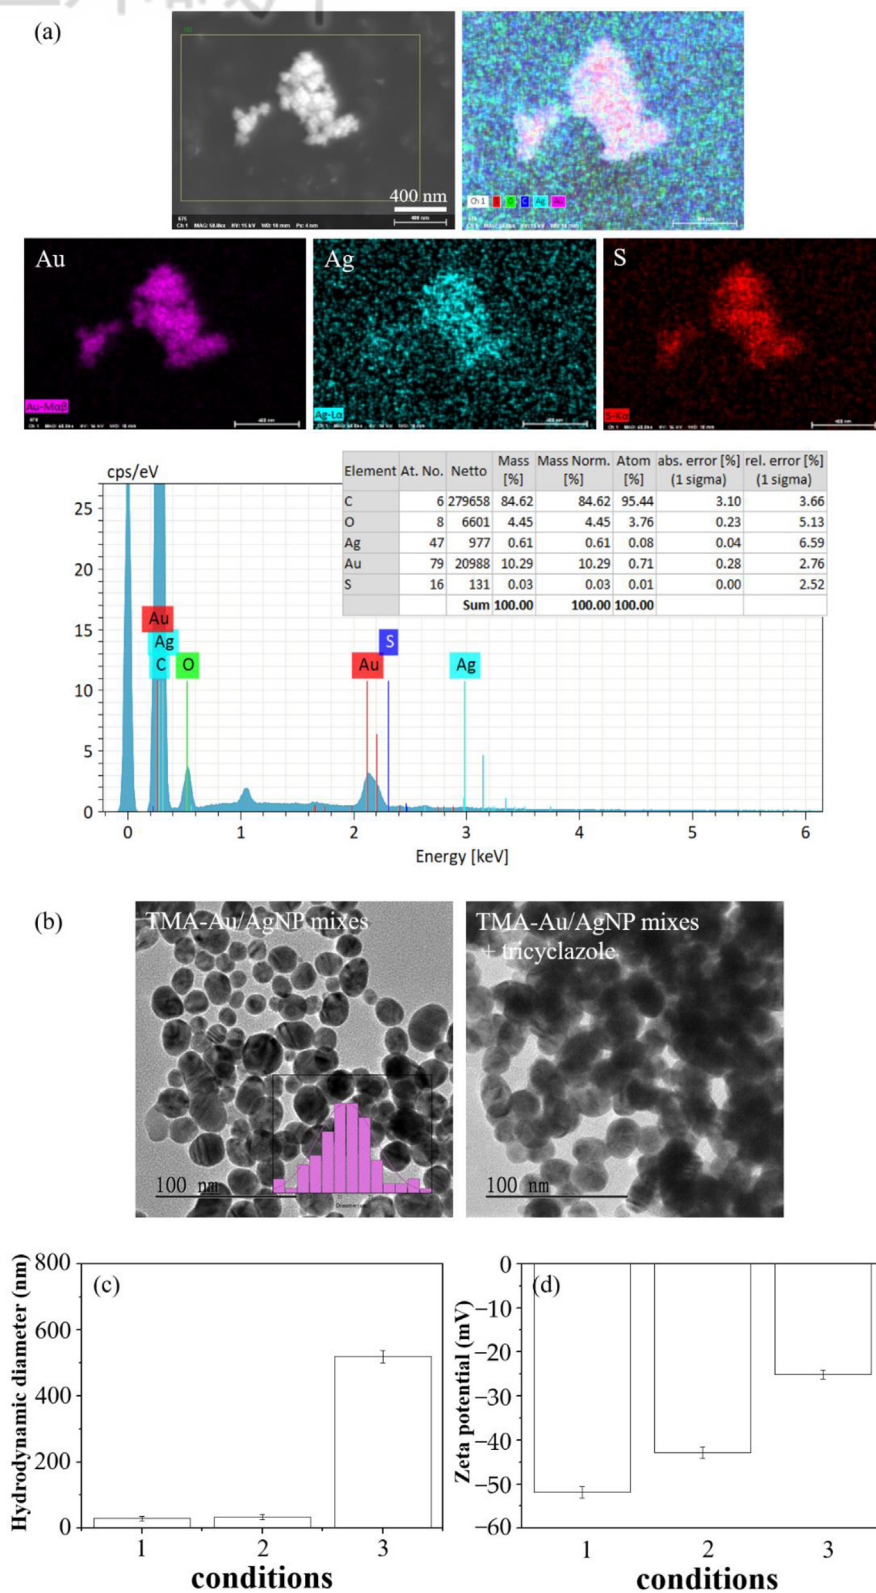 (a)
400 nm
Ch 1 O C Ag Au
Au Ag S
Au-Mαβ Ag-Lα S-Kα
cps/eV
Element At. No. Netto Mass [%] Mass Norm. [%] Atom [%] abs. error [%] (1 sigma) rel. error [%] (1 sigma)
C 6 279658 84.62 84.62 95.44 3.10 3.66
O 8 6601 4.45 4.45 3.76 0.23 5.13
Ag 47 977 0.61 0.61 0.08 0.04 6.59
Au 79 20988 10.29 10.29 0.71 0.28 2.76
S 16 131 0.03 0.03 0.01 0.00 2.52
Sum 100.00 100.00 100.00
25
20
15
10
5
0
Au
Ag
C O
Au S Ag
0 1 2 3 4 5 6
Energy [keV]
(b)
TMA-Au/AgNP mixes
100 nm
TMA-Au/AgNP mixes
+ tricyclazole
100 nm
(c)
Hydrodynamic diameter (nm)
800
600
400
200
0
1 2 3
conditions
(d)
Zeta potential (mV)
0
−10
−20
−30
−40
−50
−60
1 2 3
conditions